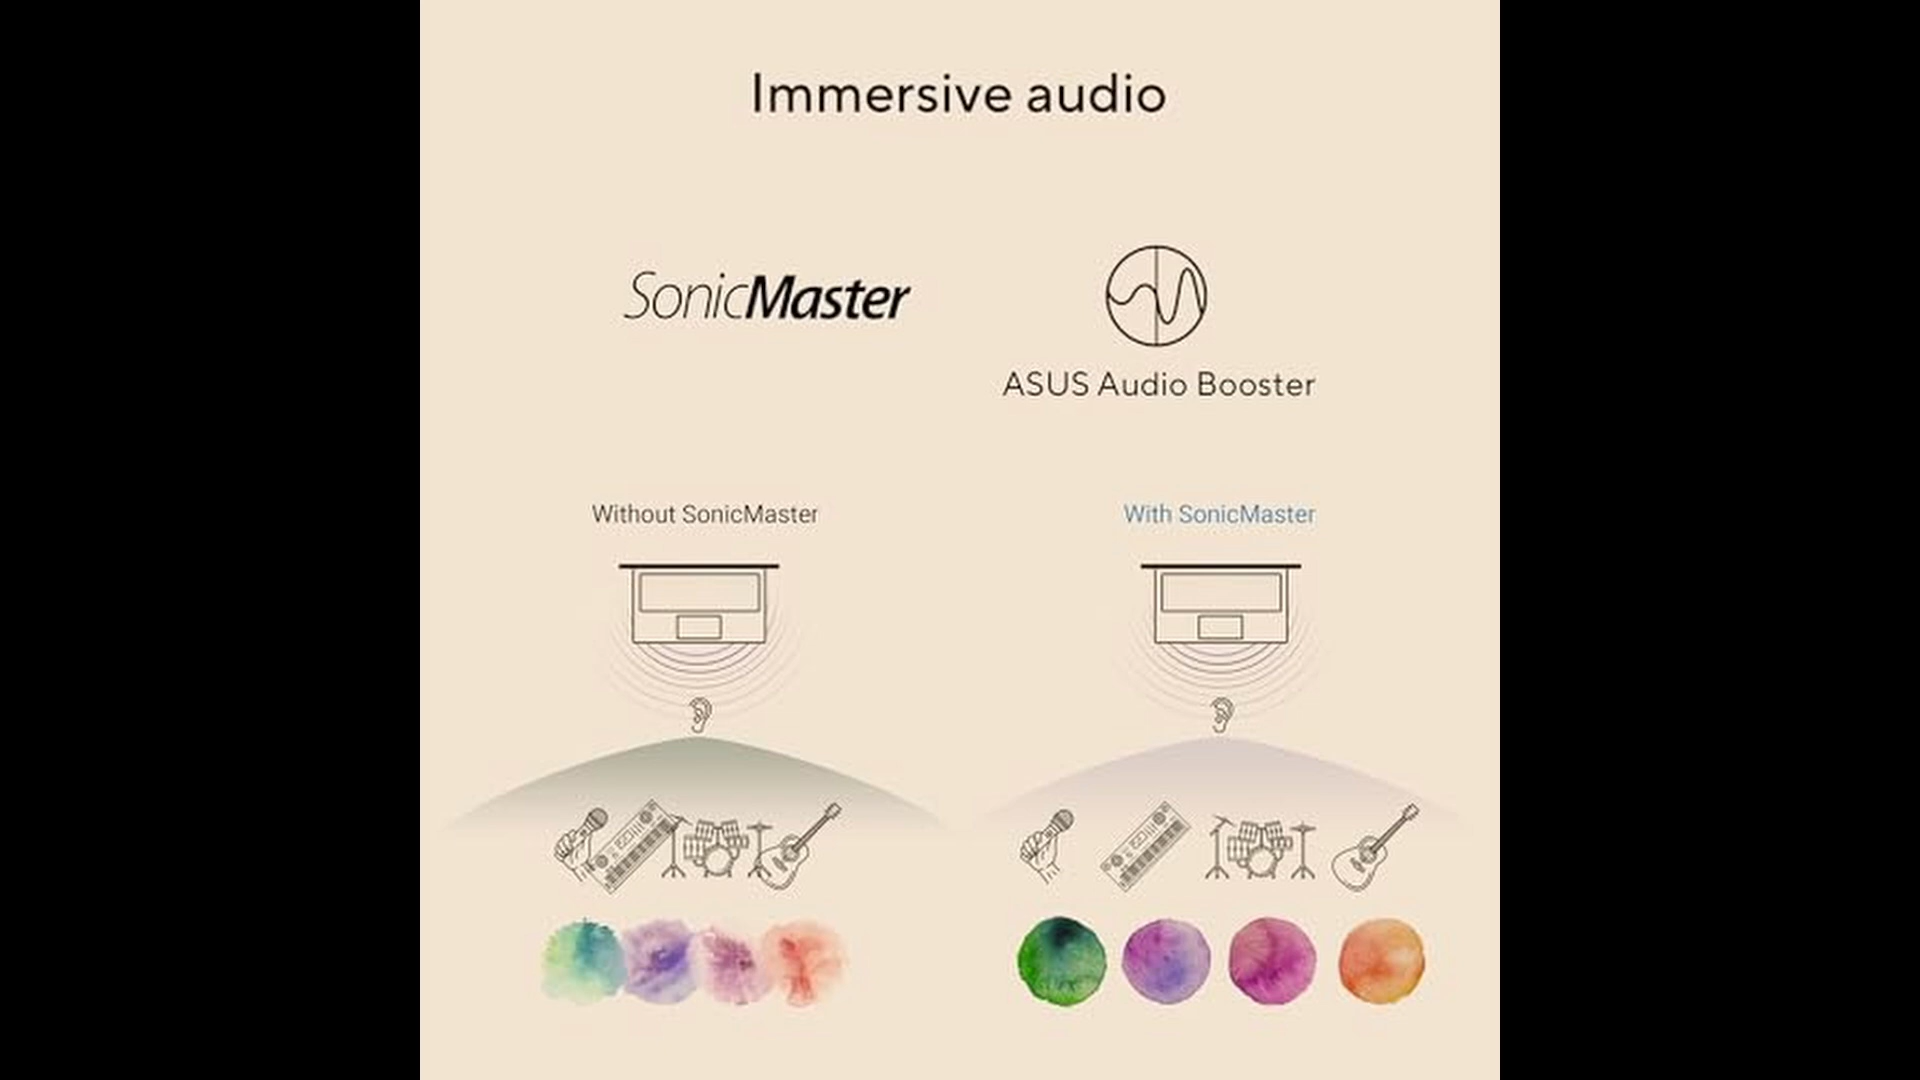 Immersive audio
SonicMaster
ASUS Audio Booster
Without SonicMaster
With SonicMaster